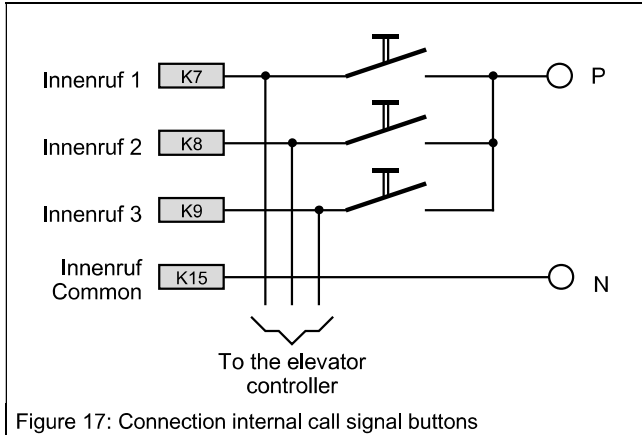 Innenruf 1 K7 P
Innenruf 2 K8
Innenruf 3 K9
Innenruf
Common K15 N
To the elevator
controller
Figure 17: Connection internal call signal buttons